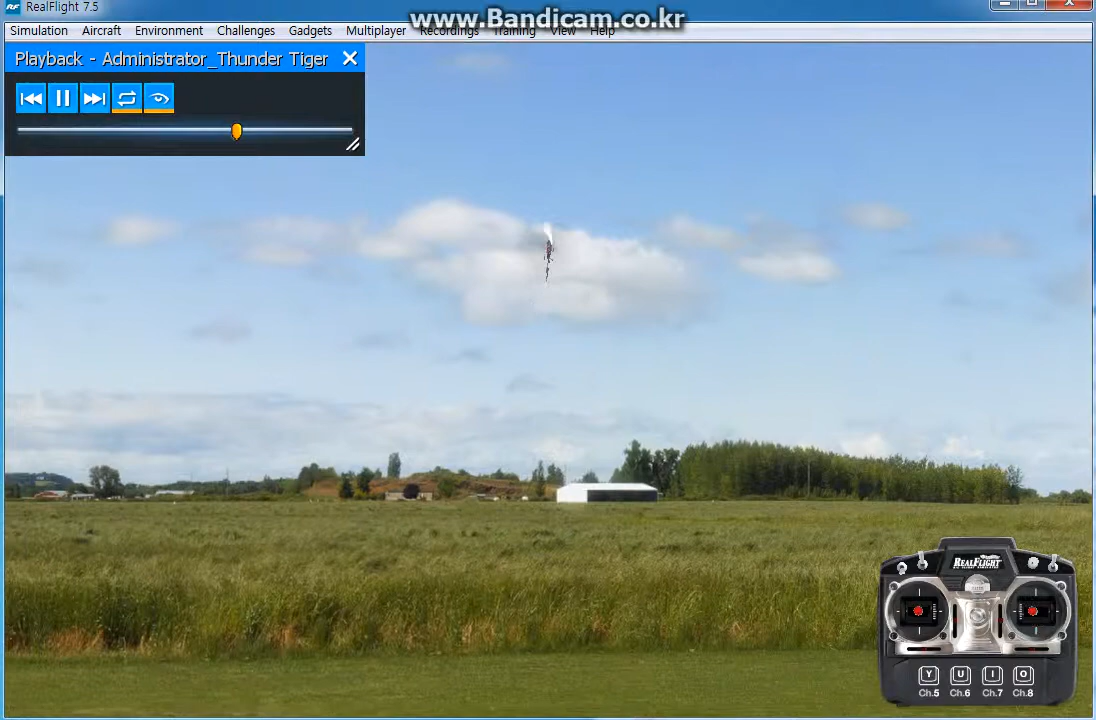 RealFlight 7.5
www.Bandicam.co.kr
Simulation Aircraft Environment Challenges Gadgets Multiplayer Recordings Training View Help
Playback - Administrator_Thunder Tiger
REALFLIGHT
Y U I O
Ch.5 Ch.6 Ch.7 Ch.8